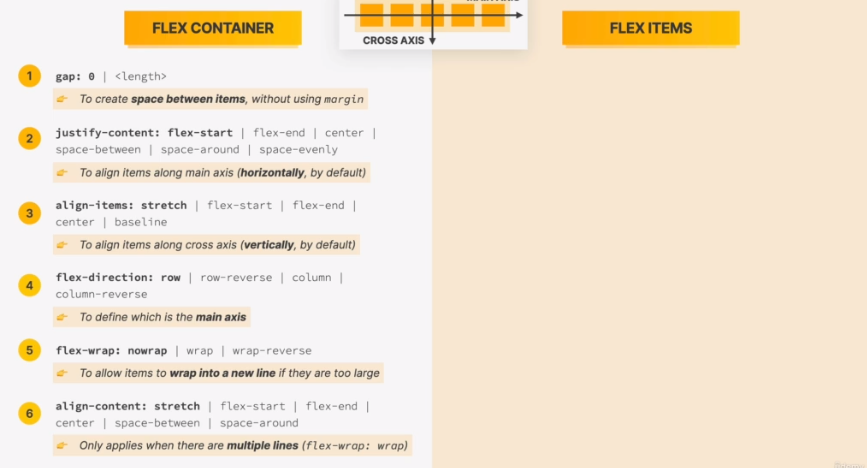 FLEX CONTAINER
CROSS AXIS
FLEX ITEMS
1 gap: 0 | <length>
To create space between items, without using margin
2 justify-content: flex-start | flex-end | center |
space-between | space-around | space-evenly
To align items along main axis (horizontally, by default)
3 align-items: stretch | flex-start | flex-end |
center | baseline
To align items along cross axis (vertically, by default)
4 flex-direction: row | row-reverse | column |
column-reverse
To define which is the main axis
5 flex-wrap: nowrap | wrap | wrap-reverse
To allow items to wrap into a new line if they are too large
6 align-content: stretch | flex-start | flex-end |
center | space-between | space-around
Only applies when there are multiple lines (flex-wrap: wrap)